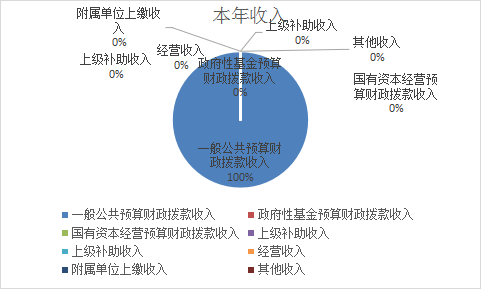 本年收入
附属单位上缴收
入
0%
上级补助收入
0%
经营收入
0%
上级补助收入
0%
政府性基金预算
财政拨款收入
0%
其他收入
0%
国有资本经营预
算财政拨款收入
0%
一般公共预算财
政拨款收入
100%
一般公共预算财政拨款收入
政府性基金预算财政拨款收入
国有资本经营预算财政拨款收入
上级补助收入
上级补助收入
经营收入
附属单位上缴收入
其他收入